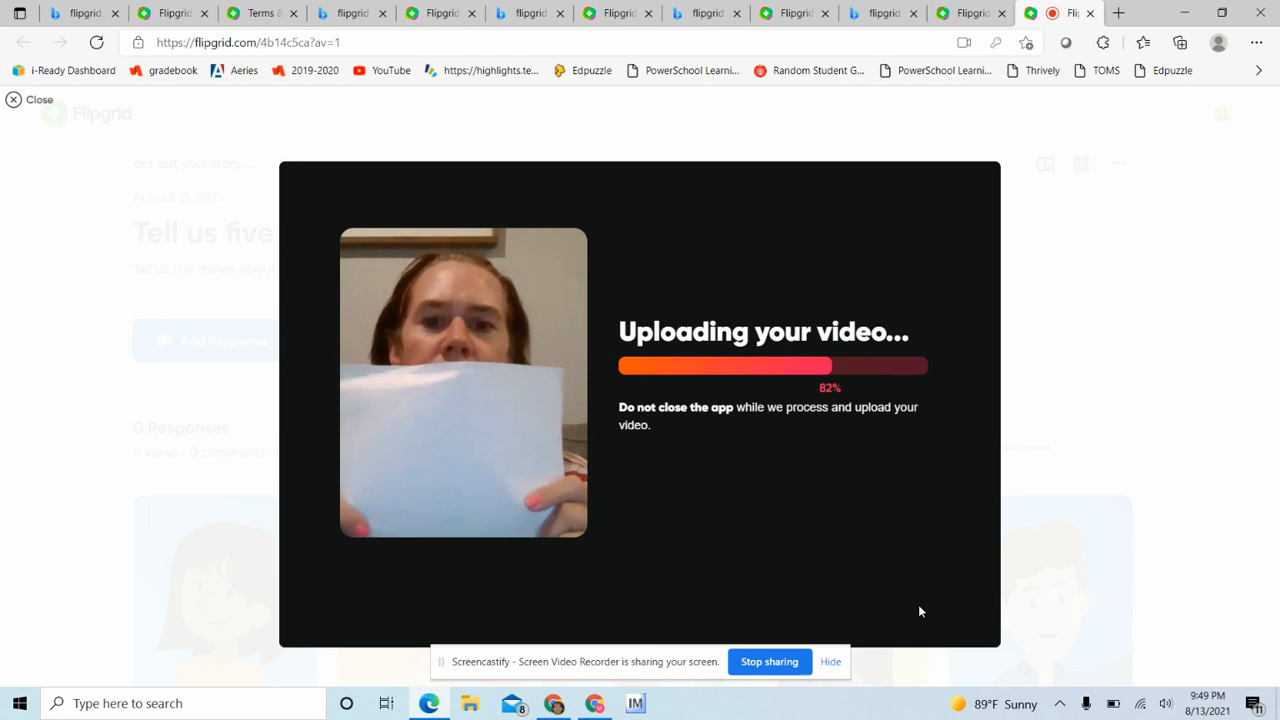 Flipgrid
Flipgrid
Terms &
flipgrid
Flipgrid
flipgrid
Flipgrid
flipgrid
Flipgrid
flipgrid
Flipgrid
Fli
https://flipgrid.com/4b14c5ca?av=1
i-Ready Dashboard
gradebook
Aeries
2019-2020
YouTube
https://highlights.te...
Edpuzzle
PowerSchool Learni...
Random Student G...
PowerSchool Learni...
Thrively
TOMS
Edpuzzle
Close
Flipgrid
act out your story....
August 11, 2021
Tell us five
Tell us five things about
Add Response
0 Responses
0 views · 0 comments
Uploading your video...
82%
Do not close the app while we process and upload your
video.
Screencastify - Screen Video Recorder is sharing your screen.
Stop sharing
Hide
Type here to search
8
IM
89°F Sunny
9:49 PM
8/13/2021
11